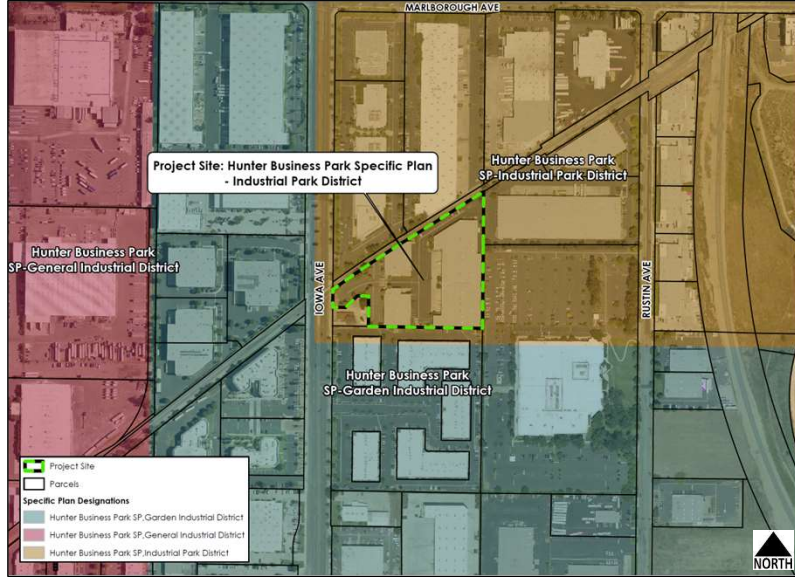 MARLBOROUGH AVE
Project Site: Hunter Business Park Specific Plan
- Industrial Park District
Hunter Business Park
SP-Industrial Park District
Hunter Business Park
SP-General Industrial District
IOWA AVE
RUSTIN AVE
Hunter Business Park
SP-Garden Industrial District
Project Site
Parcels
Specific Plan Designations
Hunter Business Park SP,Garden Industrial District
Hunter Business Park SP,General Industrial District
Hunter Business Park SP,Industrial Park District
NORTH